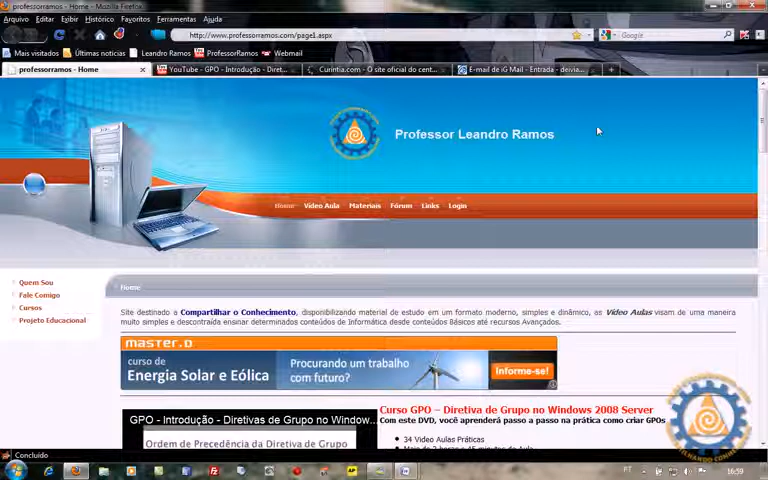 professorramos - Home - Mozilla Firefox
Arquivo Editar Exibir Histórico Favoritos Ferramentas Ajuda
http://www.professorramos.com/page1.aspx
Google
Mais visitados Últimas notícias Leandro Ramos ProfessorRamos Webmail
professorramos - Home
YouTube - GPO - Introdução - Diret...
Curintia.com - O site oficial do cent...
E-mail de iG Mail - Entrada - deivia...
Professor Leandro Ramos
Home Vídeo Aula Materiais Fórum Links Login
Quem Sou
Fale Comigo
Cursos
Projeto Educacional
Home
Site destinado a Compartilhar o Conhecimento, disponibilizando material de estudo em um formato moderno, simples e dinâmico, as Vídeo Aulas visam de uma maneira
muito simples e descontraída ensinar determinados conteúdos de Informática desde conteúdos Básicos até recursos Avançados.
master.D
curso de
Energia Solar e Eólica
Procurando um trabalho
com futuro?
Informe-se!
GPO - Introdução - Diretivas de Grupo no Window...
Ordem de Precedência da Diretiva de Grupo
Curso GPO – Diretiva de Grupo no Windows 2008 Server
Com este DVD, você aprenderá passo a passo na prática como criar GPOs
34 Video Aulas Práticas
Concluído
PT
16:59